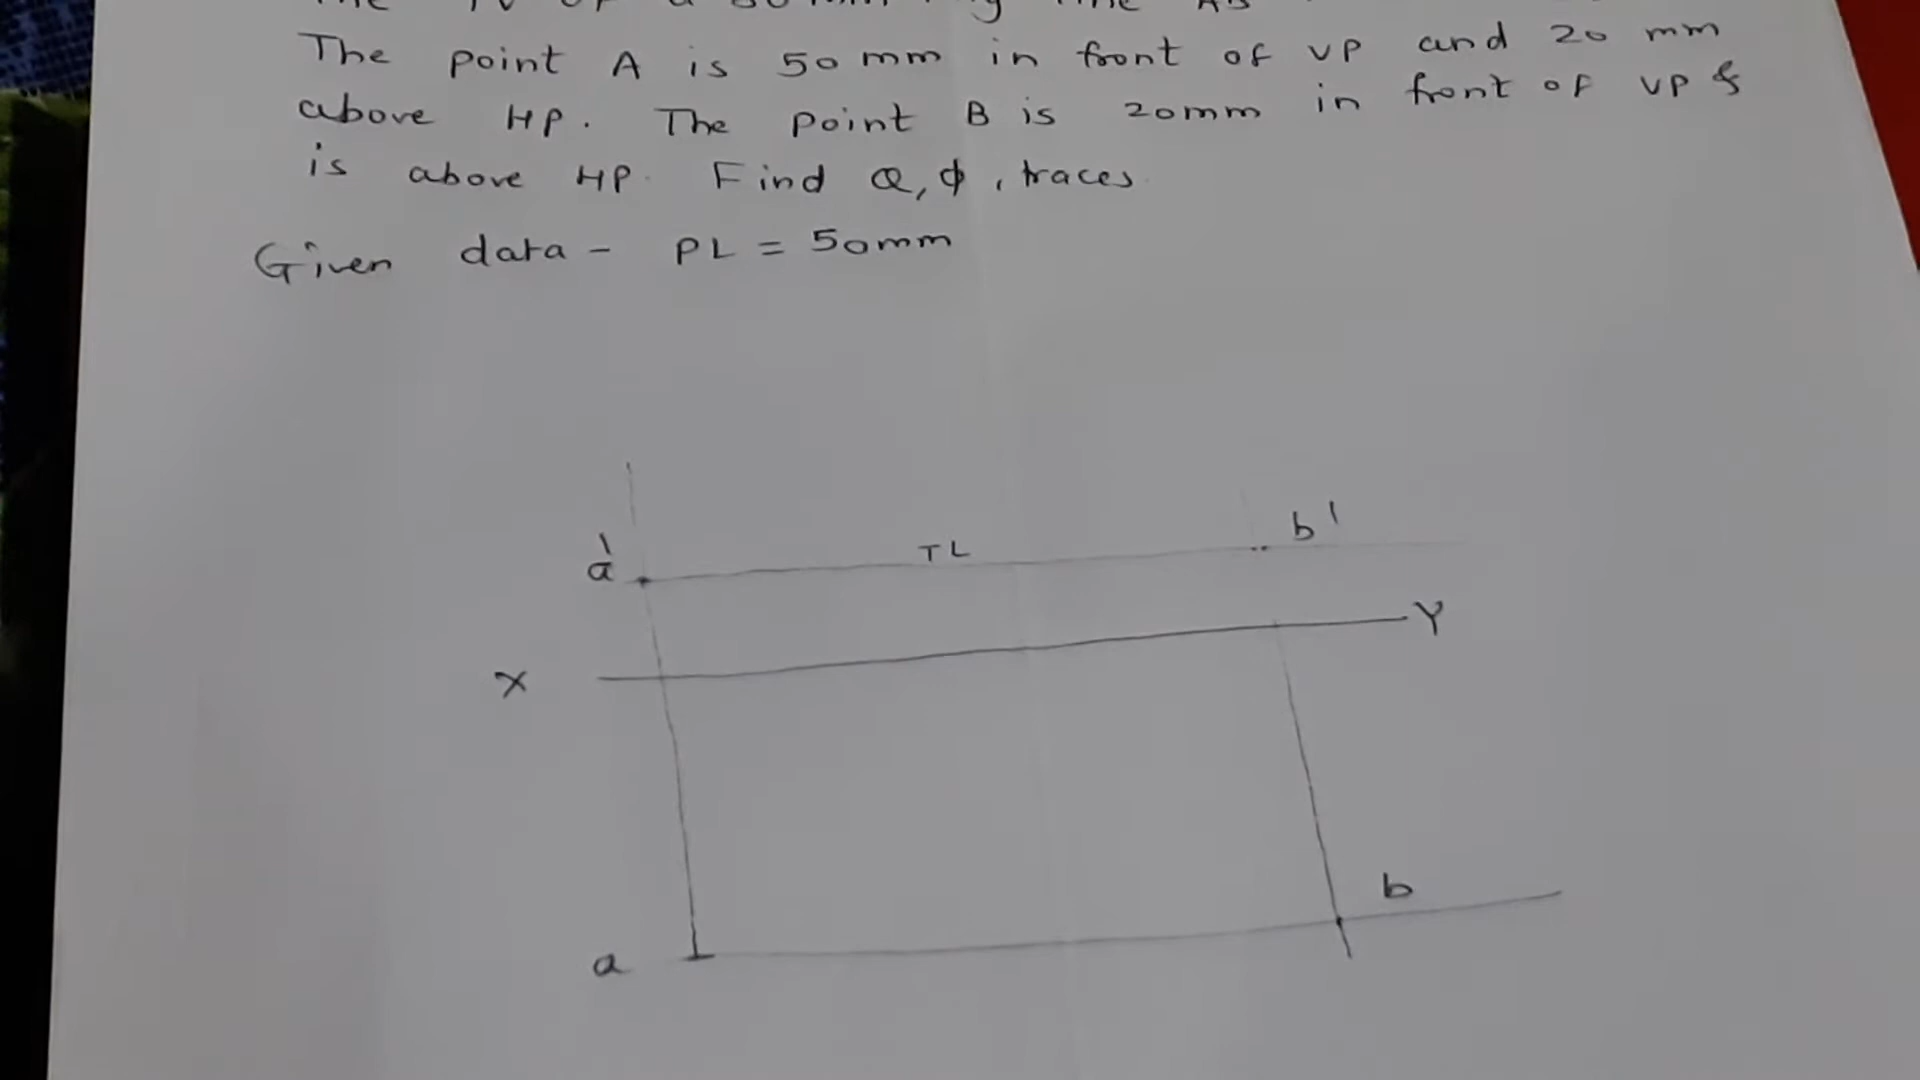 The point A is 50 mm in front of VP and 20 mm
above HP. The point B is 20mm in front of VP &
is above HP. Find Q, φ, traces
Given data - PL = 50mm
a' TL b'
X Y
a b